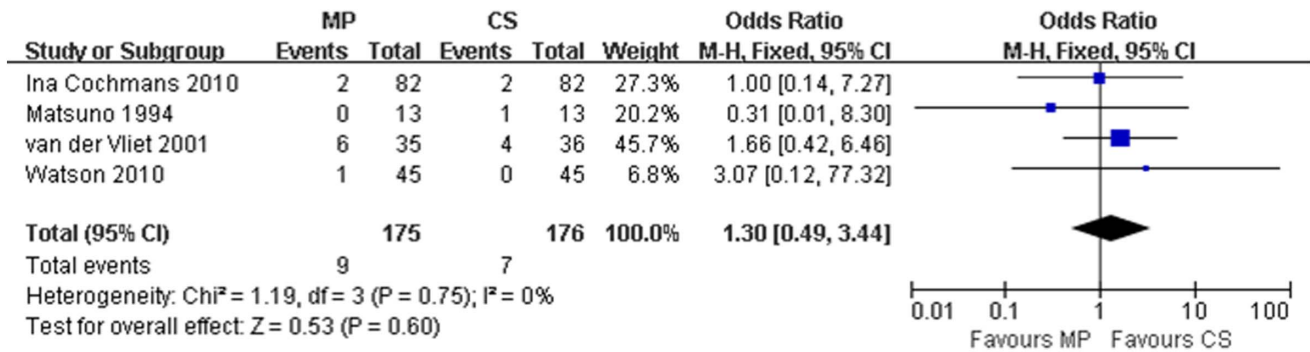 MP CS Odds Ratio Odds Ratio
Study or Subgroup Events Total Events Total Weight M-H, Fixed, 95% CI M-H, Fixed, 95% CI
Ina Cochmans 2010 2 82 2 82 27.3% 1.00 [0.14, 7.27]
Matsuno 1994 0 13 1 13 20.2% 0.31 [0.01, 8.30]
van der Vliet 2001 6 35 4 36 45.7% 1.66 [0.42, 6.46]
Watson 2010 1 45 0 45 6.8% 3.07 [0.12, 77.32]
Total (95% CI) 175 176 100.0% 1.30 [0.49, 3.44]
Total events 9 7
Heterogeneity: Chi² = 1.19, df = 3 (P = 0.75); I² = 0%
Test for overall effect: Z = 0.53 (P = 0.60)
0.01 0.1 1 10 100
Favours MP Favours CS